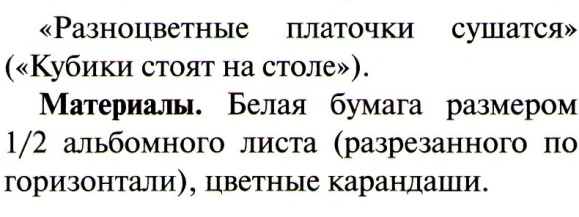 «Разноцветные платочки сушатся»
(«Кубики стоят на столе»).
Материалы. Белая бумага размером
1/2 альбомного листа (разрезанного по
горизонтали), цветные карандаши.